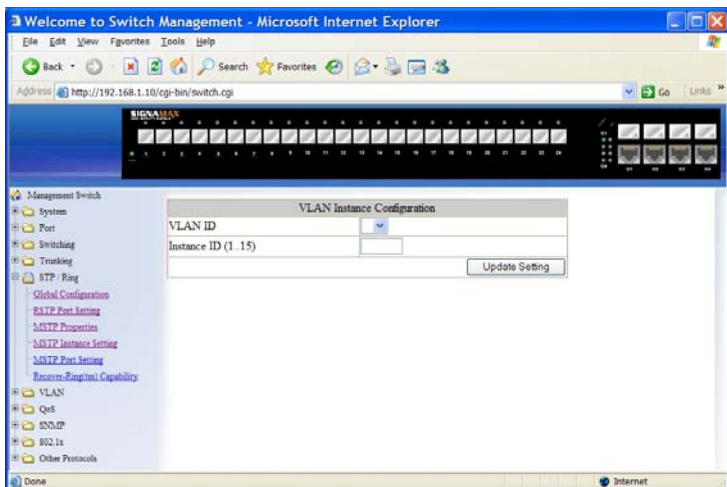 Welcome to Switch Management - Microsoft Internet Explorer
File Edit View Favorites Tools Help
Back Search Favorites
Address http://192.168.1.10/cgi-bin/switch.cgi Go Links »
SIGNAMAX
Management Switch
System
Port
Switching
Trunking
STP / Ring
Global Configuration
RSTP Port Setting
MSTP Properties
MSTP Instance Setting
MSTP Port Setting
Recover-Ring(tm) Capability
VLAN
QoS
SNMP
802.1x
Other Protocols
VLAN Instance Configuration
VLAN ID
Instance ID (1..15)
Update Setting
Done Internet